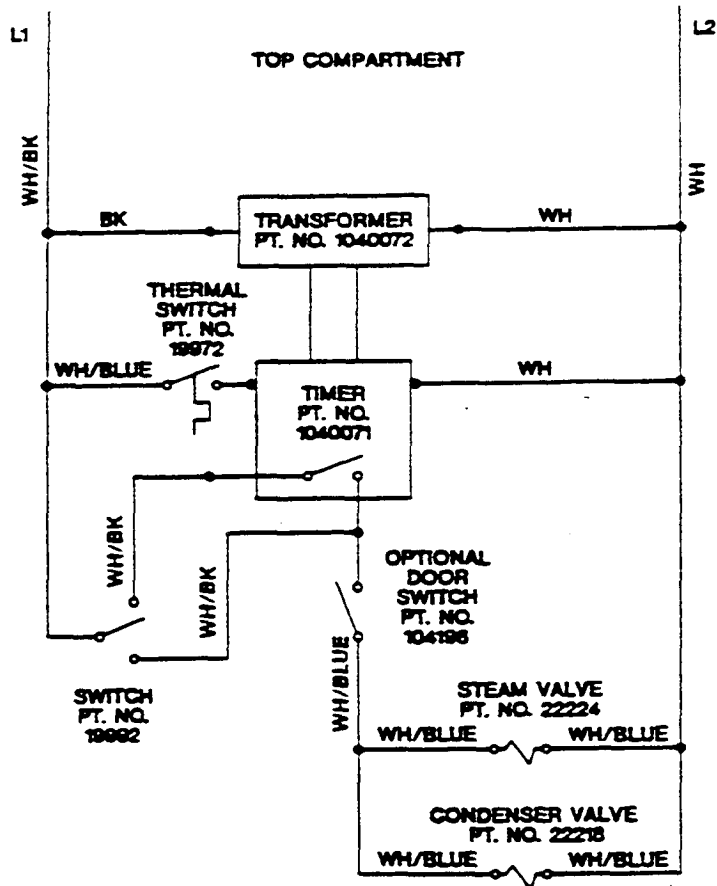 L1
L2
TOP COMPARTMENT
WH/BK
WH
BK
TRANSFORMER
PT. NO. 1040072
WH
THERMAL
SWITCH
PT. NO.
19972
WH/BLUE
TIMER
PT. NO.
1040071
WH
WH/BK
WH/BK
OPTIONAL
DOOR
SWITCH
PT. NO.
104196
SWITCH
PT. NO.
19992
WH/BLUE
STEAM VALVE
PT. NO. 22224
WH/BLUE
WH/BLUE
CONDENSER VALVE
PT. NO. 22218
WH/BLUE
WH/BLUE